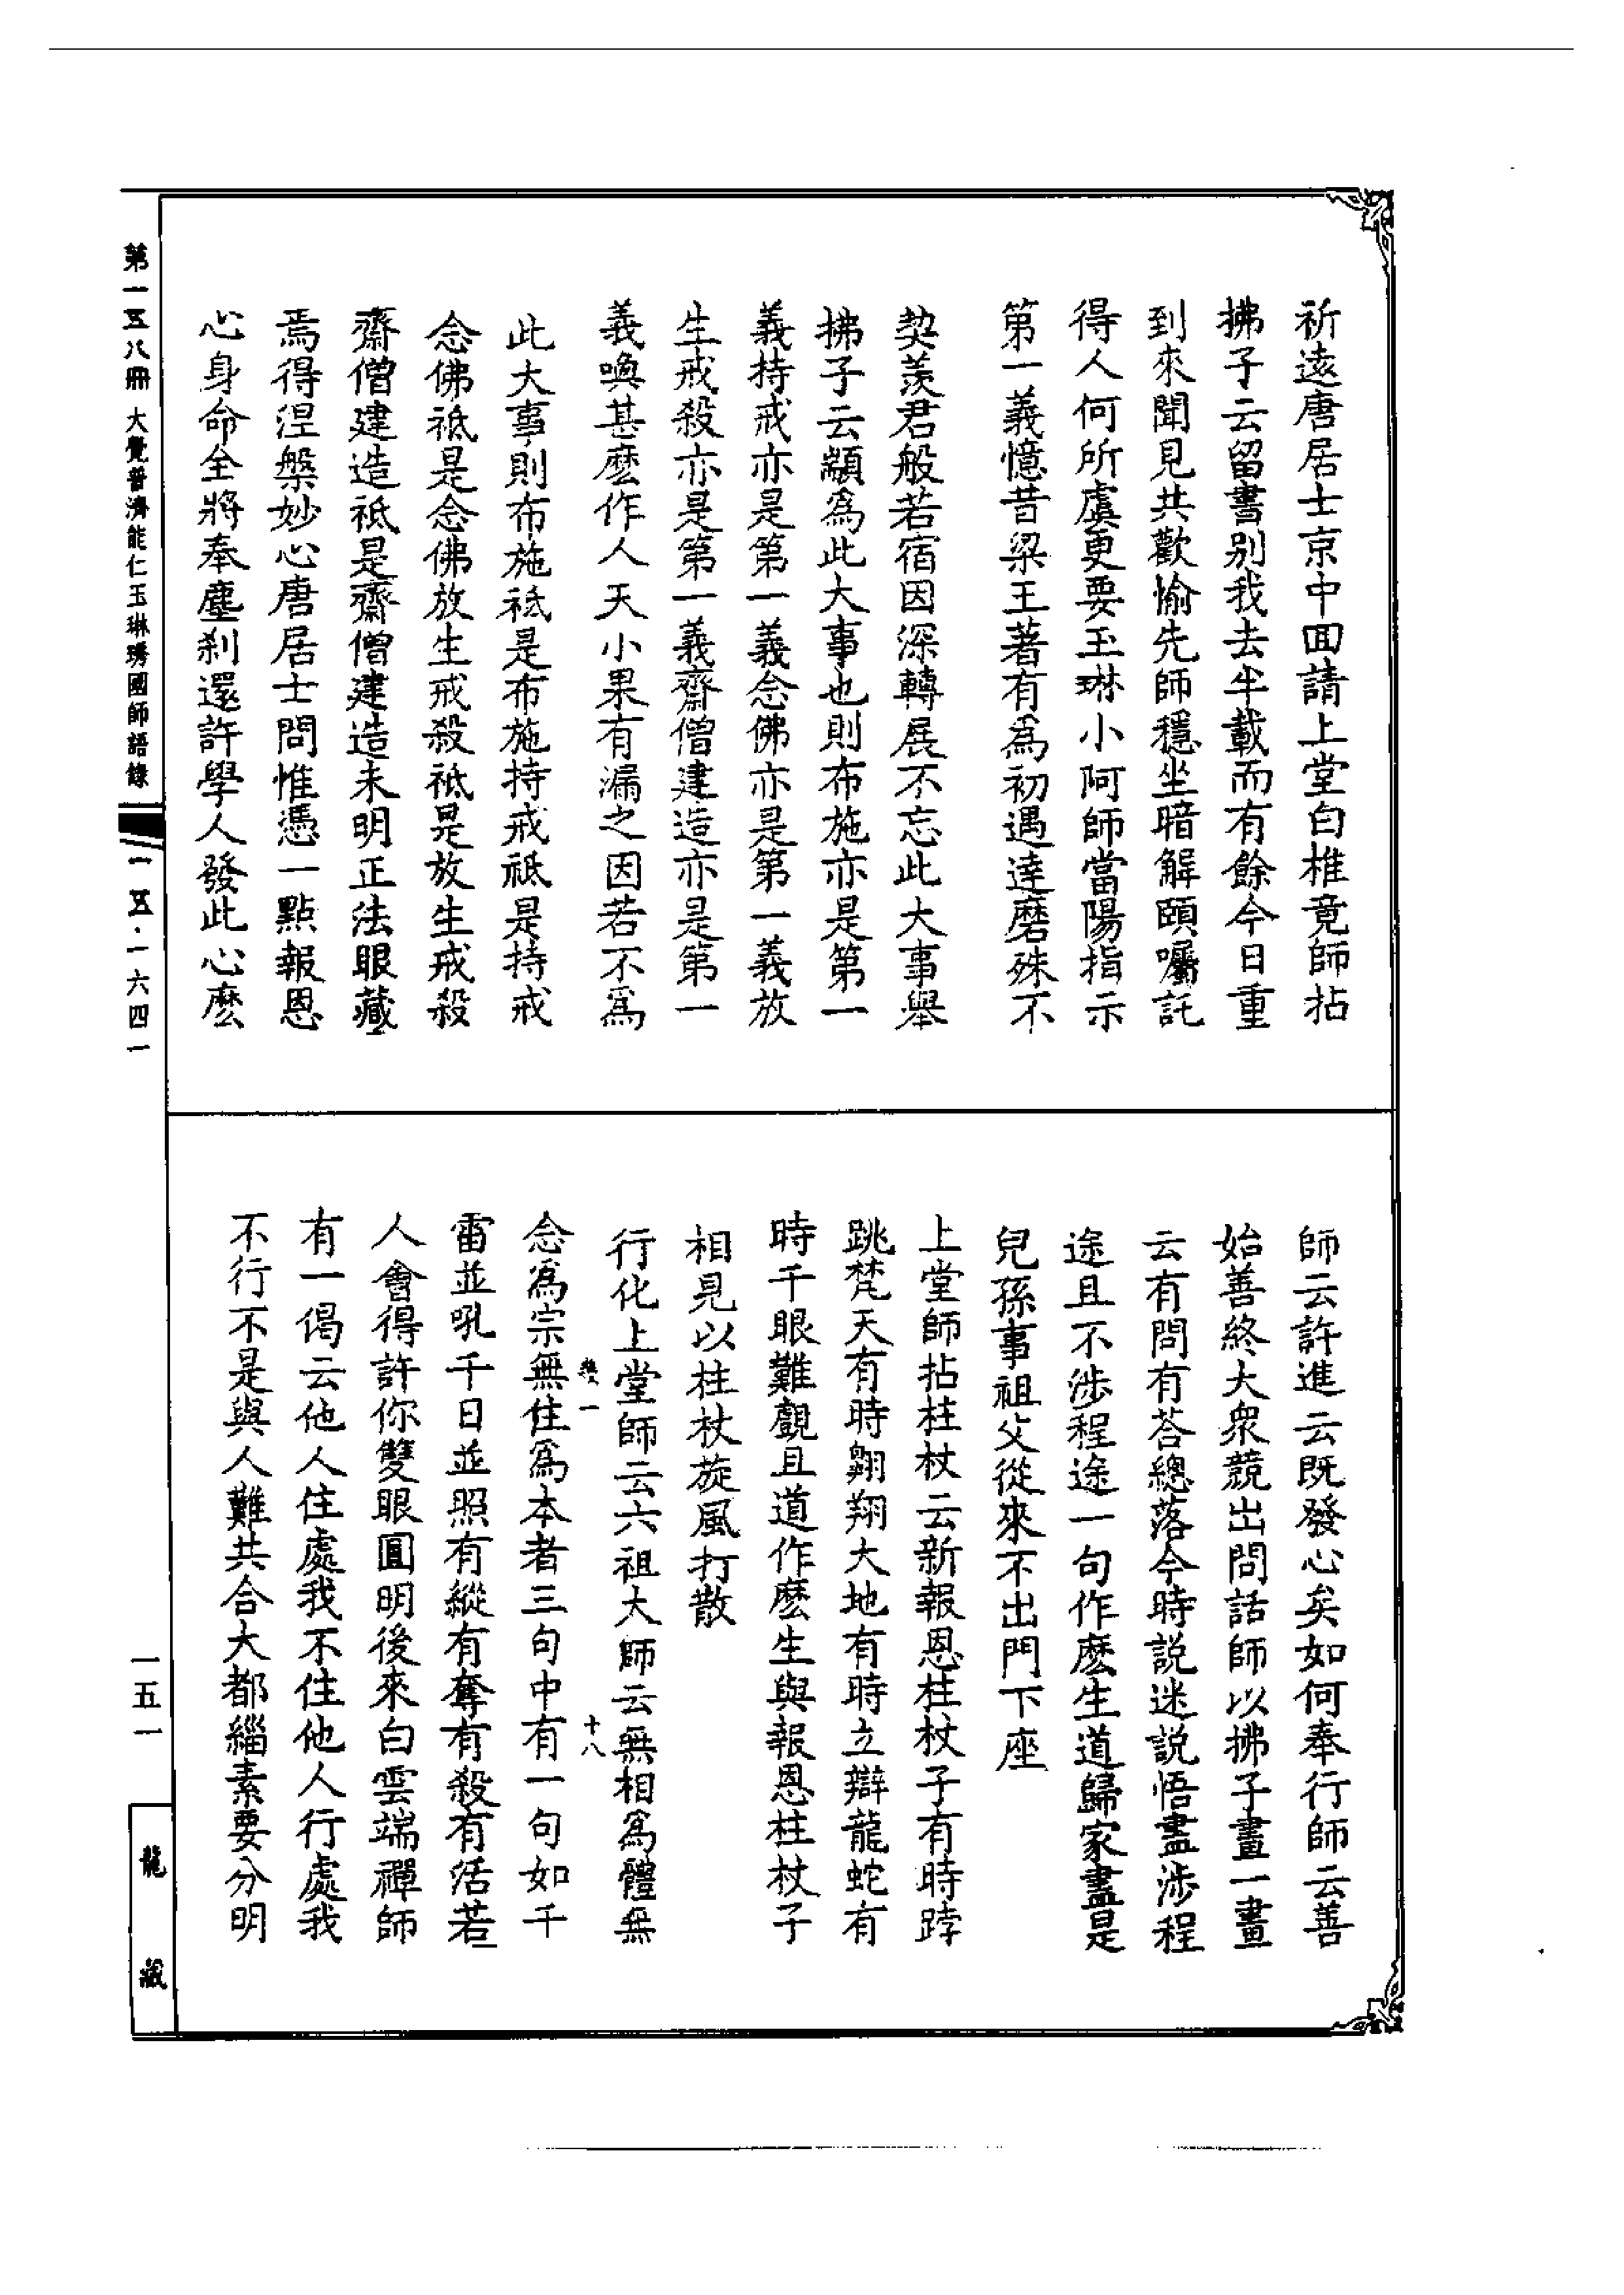 祈遠唐居士京中回請上堂白椎竟師拈
拂子云留書別我去半載而有餘今日重
到來聞見共歡愉先師穩坐暗解頤囑託
得人何所虞更要玉琳小阿師當陽指示
第一義憶昔梁王著有為初遇達磨殊不
契羨君般若宿因深轉展不忘此大事舉
拂子云顓為此大事也則布施亦是第一
義持戒亦是第一義念佛亦是第一義放
生戒殺亦是第一義齋僧建造亦是第一
義喚甚麼作人天小果有漏之因若不為
此大事則布施祇是布施持戒祇是持戒
念佛祇是念佛放生戒殺祇是放生戒殺
齋僧建造祇是齋僧建造未明正法眼藏
焉得涅槃妙心唐居士問惟憑一點報恩
心身命全將奉塵刹還許學人發此心麼
師云許進云既發心矣如何奉行師云善
始善終大衆競出問話師以拂子畫一畫
云有問有荅總落今時説迷説悟盡涉程
途且不涉程途一句作麼生道歸家盡是
兒孫事祖父從來不出門下座
上堂師拈柱杖云新報恩柱杖子有時𨁝
跳梵天有時翱翔大地有時立辯龍蛇有
時千眼難覷且道作麼生與報恩柱杖子
相見以柱杖旋風打散
行化上堂師云六祖大師云無相為體無
念為宗無住為本者三句中有一句如千
雷並吼千日並照有縱有奪有殺有活若
人會得許你雙眼圓明後來白雲端禪師
有一偈云他人住處我不住他人行處我
不行不是與人難共合大都緇素要分明
十八
第一五八冊 大覺普濟能仁玉琳琇國師語錄
一五·一六四一
一五一
龍藏